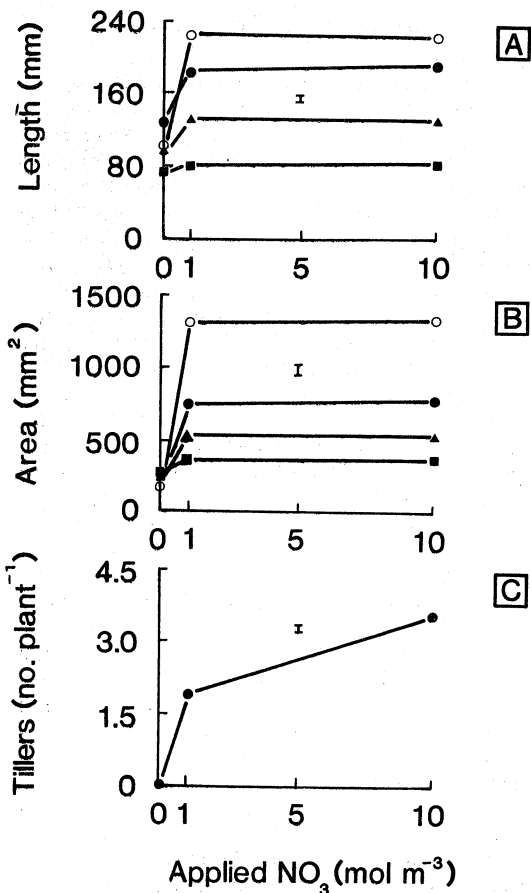 240
160
80
0
Length (mm)
0 1 5 10
A
1500
1000
500
0
Area (mm²)
0 1 5 10
B
4.5
3.0
1.5
0
Tillers (no. plant⁻¹)
0 1 5 10
C
Applied NO₃ (mol m⁻³)